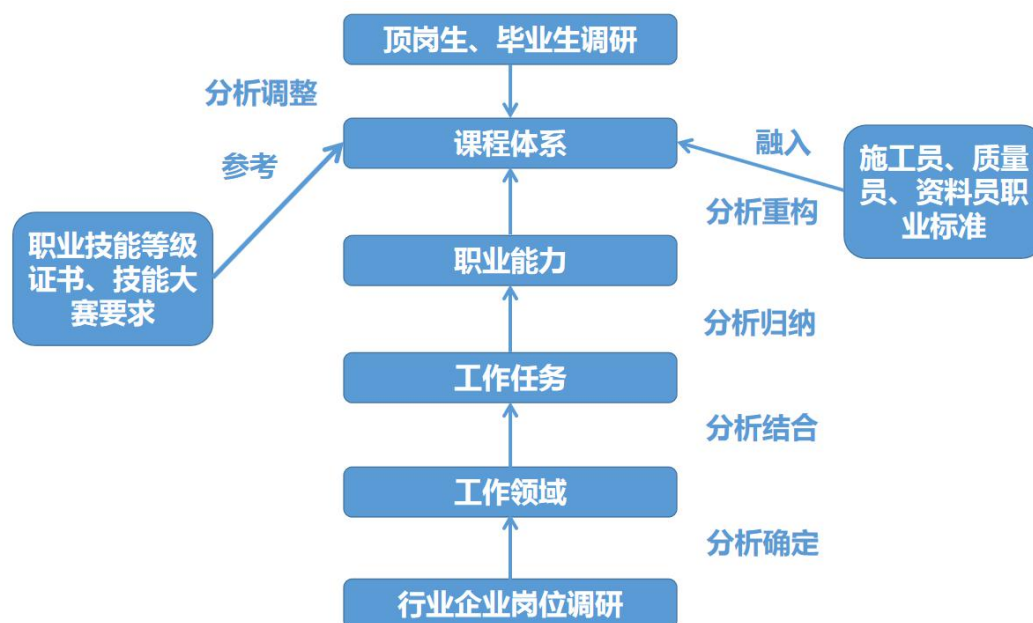 顶岗生、毕业生调研
分析调整
课程体系
融入
参考
施工员、质量
员、资料员职
业标准
分析重构
职业技能等级
证书、技能大
赛要求
职业能力
分析归纳
工作任务
分析结合
工作领域
分析确定
行业企业岗位调研